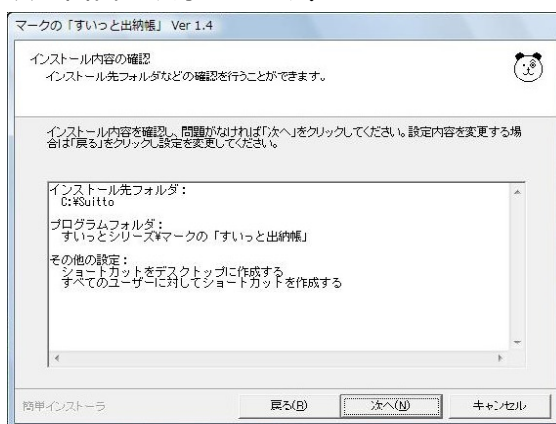 マークの「すいっと出納帳」 Ver 1.4
インストール内容の確認
インストール先フォルダなどの確認を行うことができます。
インストール内容を確認し、問題がなければ「次へ」をクリックしてください。設定内容を変更する場
合は「戻る」をクリックし設定を変更してください。
インストール先フォルダ：
C:¥Suitto
プログラムフォルダ：
すいっとシリーズ¥マークの「すいっと出納帳」
その他の設定：
ショートカットをデスクトップに作成する
すべてのユーザーに対してショートカットを作成する
簡単インストーラ
戻る(B)
次へ(N)
キャンセル